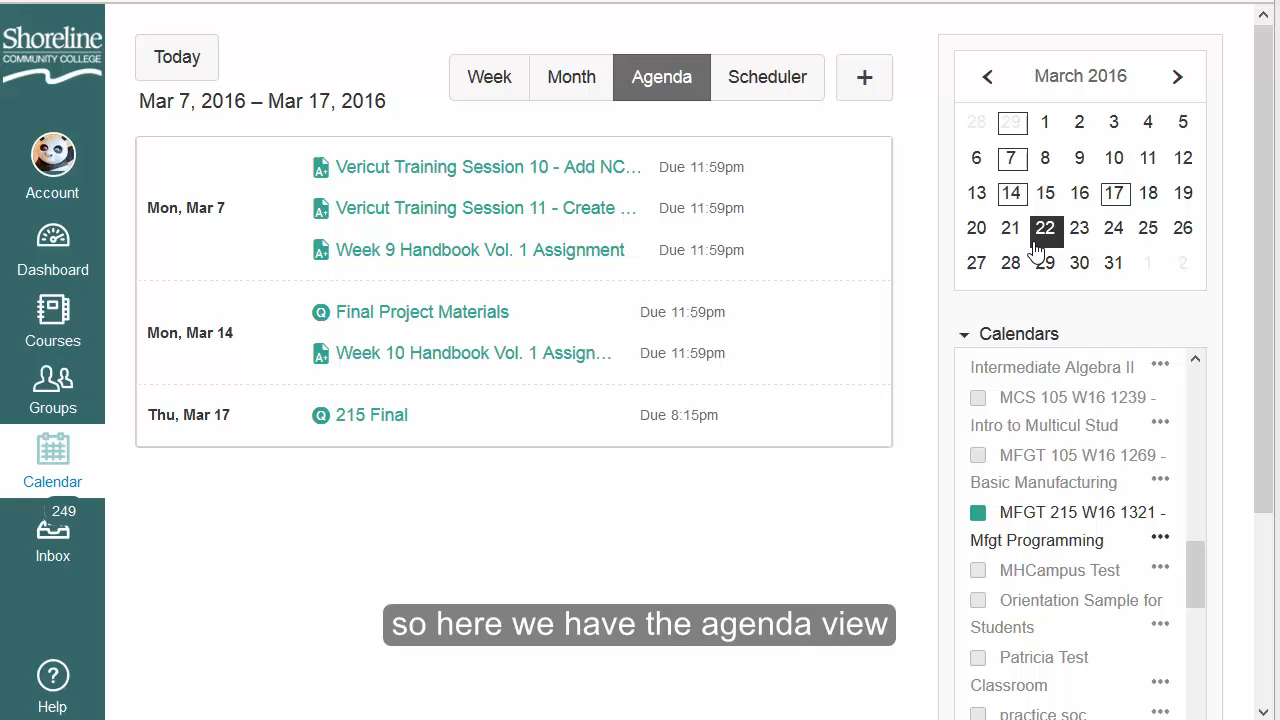 Shoreline
COMMUNITY COLLEGE
Account
Dashboard
Courses
Groups
Calendar
249
Inbox
?
Help
Today
Mar 7, 2016 – Mar 17, 2016
Week Month Agenda Scheduler +
Mon, Mar 7
A+ Vericut Training Session 10 - Add NC... Due 11:59pm
A+ Vericut Training Session 11 - Create ... Due 11:59pm
A+ Week 9 Handbook Vol. 1 Assignment Due 11:59pm
Mon, Mar 14
Q Final Project Materials Due 11:59pm
A+ Week 10 Handbook Vol. 1 Assign... Due 11:59pm
Thu, Mar 17
Q 215 Final Due 8:15pm
so here we have the agenda view
March 2016
28 29 1 2 3 4 5
6 7 8 9 10 11 12
13 14 15 16 17 18 19
20 21 22 23 24 25 26
27 28 29 30 31 1 2
Calendars
Intermediate Algebra II
MCS 105 W16 1239 -
Intro to Multicul Stud
MFGT 105 W16 1269 -
Basic Manufacturing
MFGT 215 W16 1321 -
Mfgt Programming
MHCampus Test
Orientation Sample for
Students
Patricia Test
Classroom
practice soc